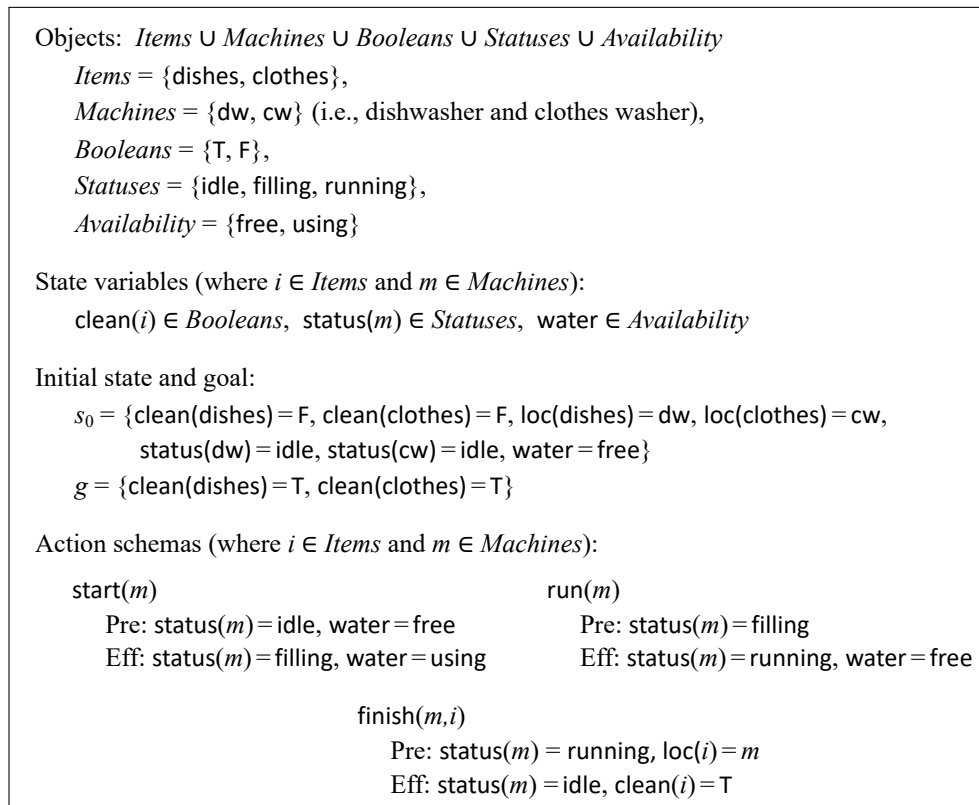 Objects: Items ∪ Machines ∪ Booleans ∪ Statuses ∪ Availability
Items = {dishes, clothes},
Machines = {dw, cw} (i.e., dishwasher and clothes washer),
Booleans = {T, F},
Statuses = {idle, filling, running},
Availability = {free, using}
State variables (where i ∈ Items and m ∈ Machines):
clean(i) ∈ Booleans, status(m) ∈ Statuses, water ∈ Availability
Initial state and goal:
s₀ = {clean(dishes) = F, clean(clothes) = F, loc(dishes) = dw, loc(clothes) = cw,
status(dw) = idle, status(cw) = idle, water = free}
g = {clean(dishes) = T, clean(clothes) = T}
Action schemas (where i ∈ Items and m ∈ Machines):
start(m)
Pre: status(m) = idle, water = free
Eff: status(m) = filling, water = using
run(m)
Pre: status(m) = filling
Eff: status(m) = running, water = free
finish(m,i)
Pre: status(m) = running, loc(i) = m
Eff: status(m) = idle, clean(i) = T